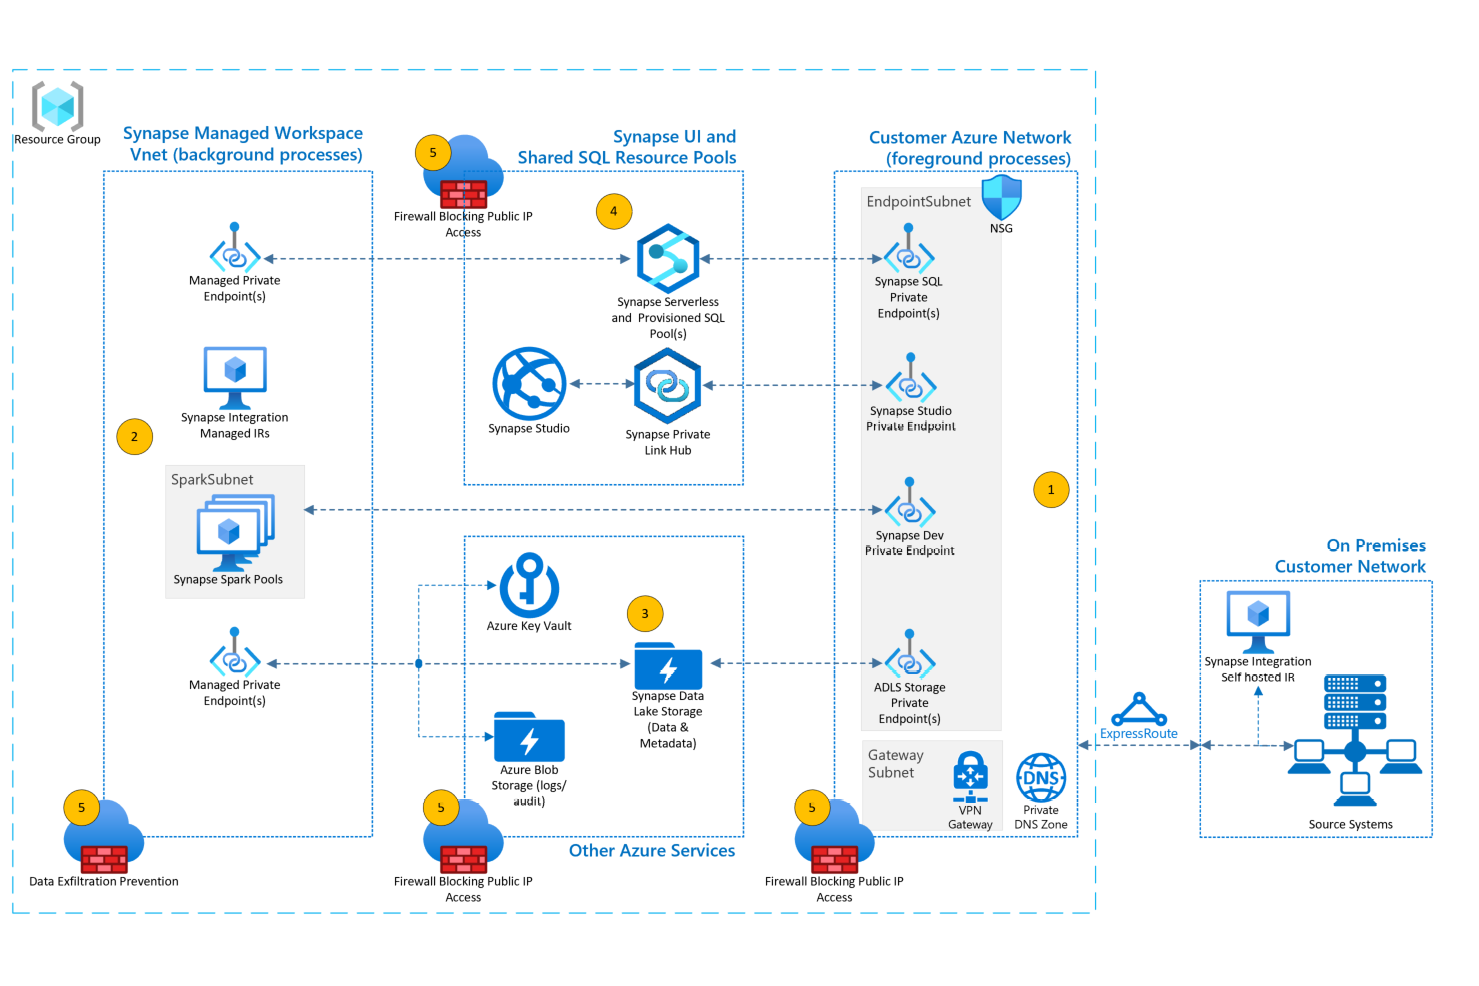 Resource Group
Synapse Managed Workspace
Vnet (background processes)
5
Firewall Blocking Public IP
Access
Synapse UI and
Shared SQL Resource Pools
Customer Azure Network
(foreground processes)
EndpointSubnet
NSG
4
Managed Private
Endpoint(s)
Synapse Serverless
and Provisioned SQL
Pool(s)
Synapse SQL
Private
Endpoint(s)
Synapse Integration
Managed IRs
2
Synapse Studio
Synapse Private
Link Hub
Synapse Studio
Private Endpoint
SparkSubnet
Synapse Spark Pools
Synapse Dev
Private Endpoint
1
Azure Key Vault
3
Managed Private
Endpoint(s)
Synapse Data
Lake Storage
(Data &
Metadata)
ADLS Storage
Private
Endpoint(s)
Azure Blob
Storage (logs/
audit)
Gateway
Subnet
VPN
Gateway
DNS
Private
DNS Zone
ExpressRoute
On Premises
Customer Network
Synapse Integration
Self hosted IR
Source Systems
5
Data Exfiltration Prevention
5
Firewall Blocking Public IP
Access
Other Azure Services
5
Firewall Blocking Public IP
Access